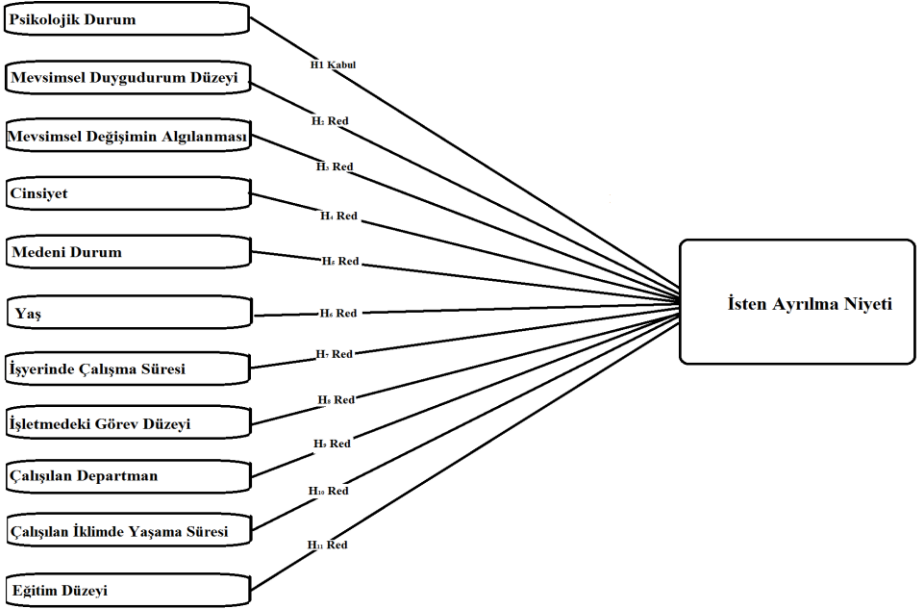 Psikolojik Durum
H1 Kabul
Mevsimsel Duygudurum Düzeyi
H₂ Red
Mevsimsel Değişimin Algılanması
H₃ Red
Cinsiyet
H₄ Red
Medeni Durum
H₅ Red
Yaş
H₆ Red
İşyerinde Çalışma Süresi
H₇ Red
İşletmedeki Görev Düzeyi
H₈ Red
Çalışılan Departman
H₉ Red
Çalışılan İklimde Yaşama Süresi
H₁₀ Red
Eğitim Düzeyi
H₁₁ Red
İsten Ayrılma Niyeti